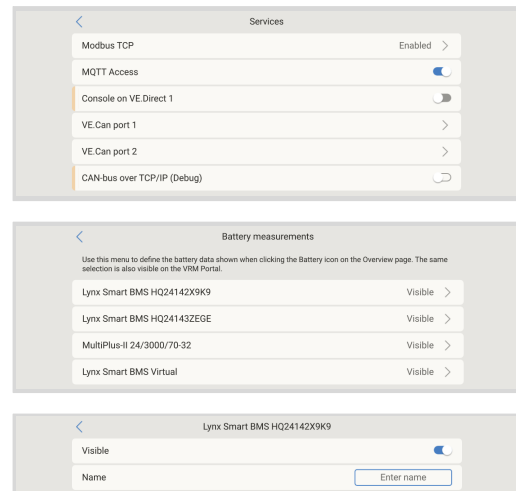 Services
Modbus TCP Enabled
MQTT Access
Console on VE.Direct 1
VE.Can port 1
VE.Can port 2
CAN-bus over TCP/IP (Debug)
Battery measurements
Use this menu to define the battery data shown when clicking the Battery icon on the Overview page. The same
selection is also visible on the VRM Portal.
Lynx Smart BMS HQ24142X9K9 Visible
Lynx Smart BMS HQ24143ZEGE Visible
MultiPlus-II 24/3000/70-32 Visible
Lynx Smart BMS Virtual Visible
Lynx Smart BMS HQ24142X9K9
Visible
Name Enter name